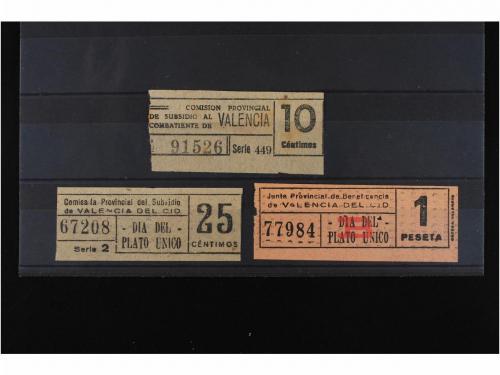 COMISION PROVINCIAL
DE SUBSIDIO AL
COMBATIENTE DE VALENCIA
10
Céntimos
91526 Serie 449
Comisaria Provincial del Subsidio
de VALENCIA DEL CID
67208 - DIA DEL -
PLATO UNICO
Serie 2
25
CÉNTIMOS
Junta Provincial de Beneficencia
de VALENCIA DEL CID
77984 - DIA DEL -
PLATO UNICO
1
PESETA